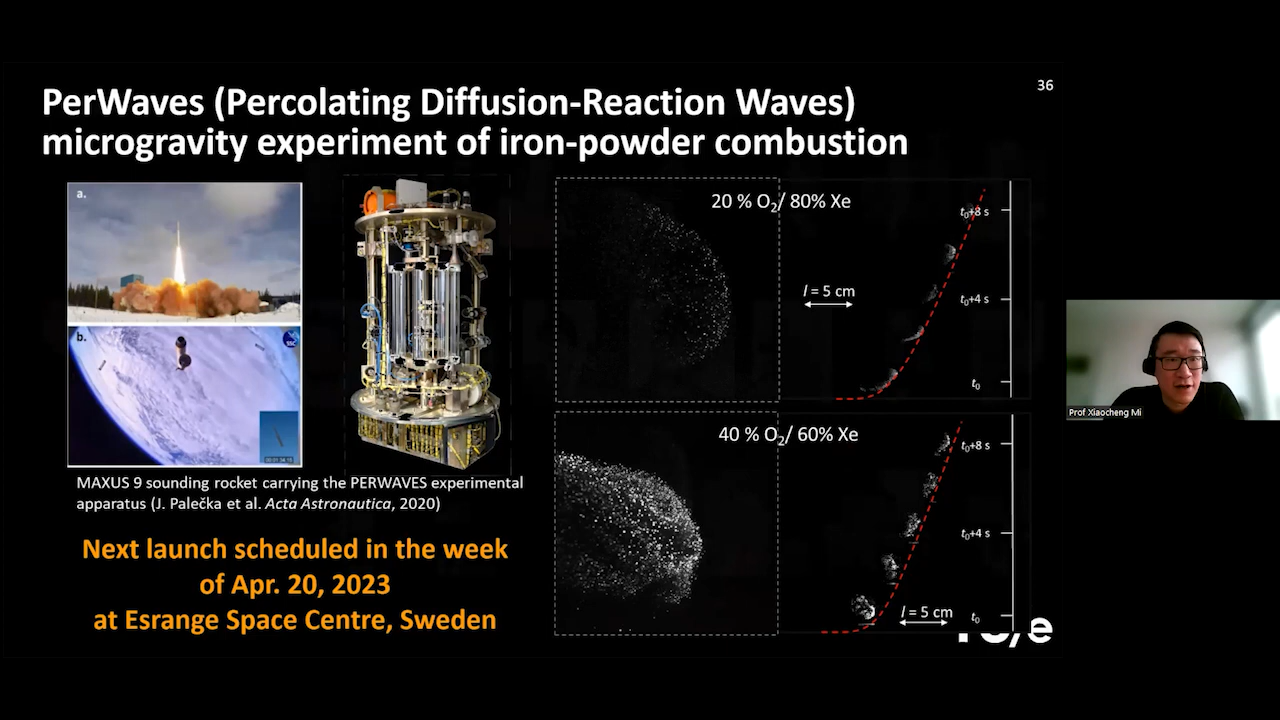 36
PerWaves (Percolating Diffusion-Reaction Waves)
microgravity experiment of iron-powder combustion
a.
b.
SSC
MAXUS 9 sounding rocket carrying the PERWAVES experimental
apparatus (J. Palečka et al. Acta Astronautica, 2020)
Next launch scheduled in the week
of Apr. 20, 2023
at Esrange Space Centre, Sweden
20 % O₂/ 80% Xe
l = 5 cm
t₀+8 s
t₀+4 s
t₀
40 % O₂/ 60% Xe
t₀+8 s
t₀+4 s
l = 5 cm
t₀
Prof Xiaocheng Mi